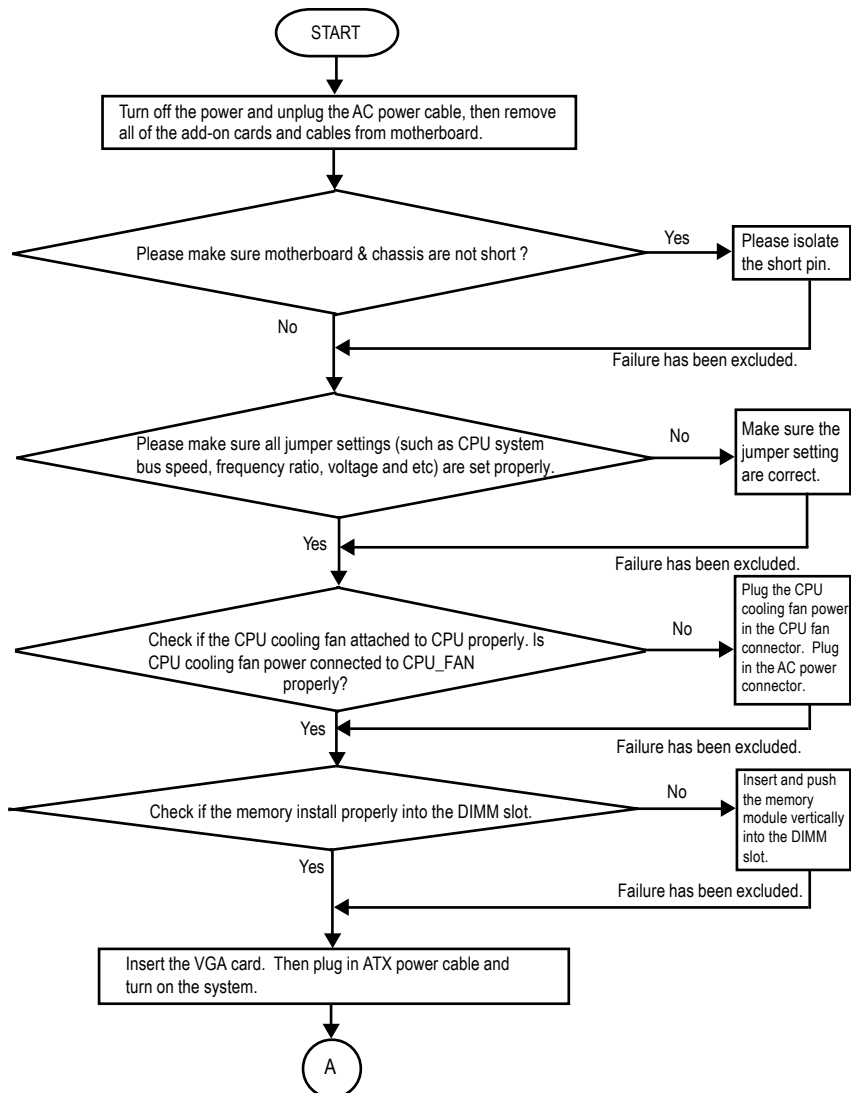 START
Turn off the power and unplug the AC power cable, then remove
all of the add-on cards and cables from motherboard.
Please make sure motherboard & chassis are not short ?
Yes
Please isolate
the short pin.
No
Failure has been excluded.
Please make sure all jumper settings (such as CPU system
bus speed, frequency ratio, voltage and etc) are set properly.
No
Make sure the
jumper setting
are correct.
Yes
Failure has been excluded.
Check if the CPU cooling fan attached to CPU properly. Is
CPU cooling fan power connected to CPU_FAN
properly?
No
Plug the CPU
cooling fan power
in the CPU fan
connector. Plug
in the AC power
connector.
Yes
Failure has been excluded.
Check if the memory install properly into the DIMM slot.
No
Insert and push
the memory
module vertically
into the DIMM
slot.
Yes
Failure has been excluded.
Insert the VGA card. Then plug in ATX power cable and
turn on the system.
A